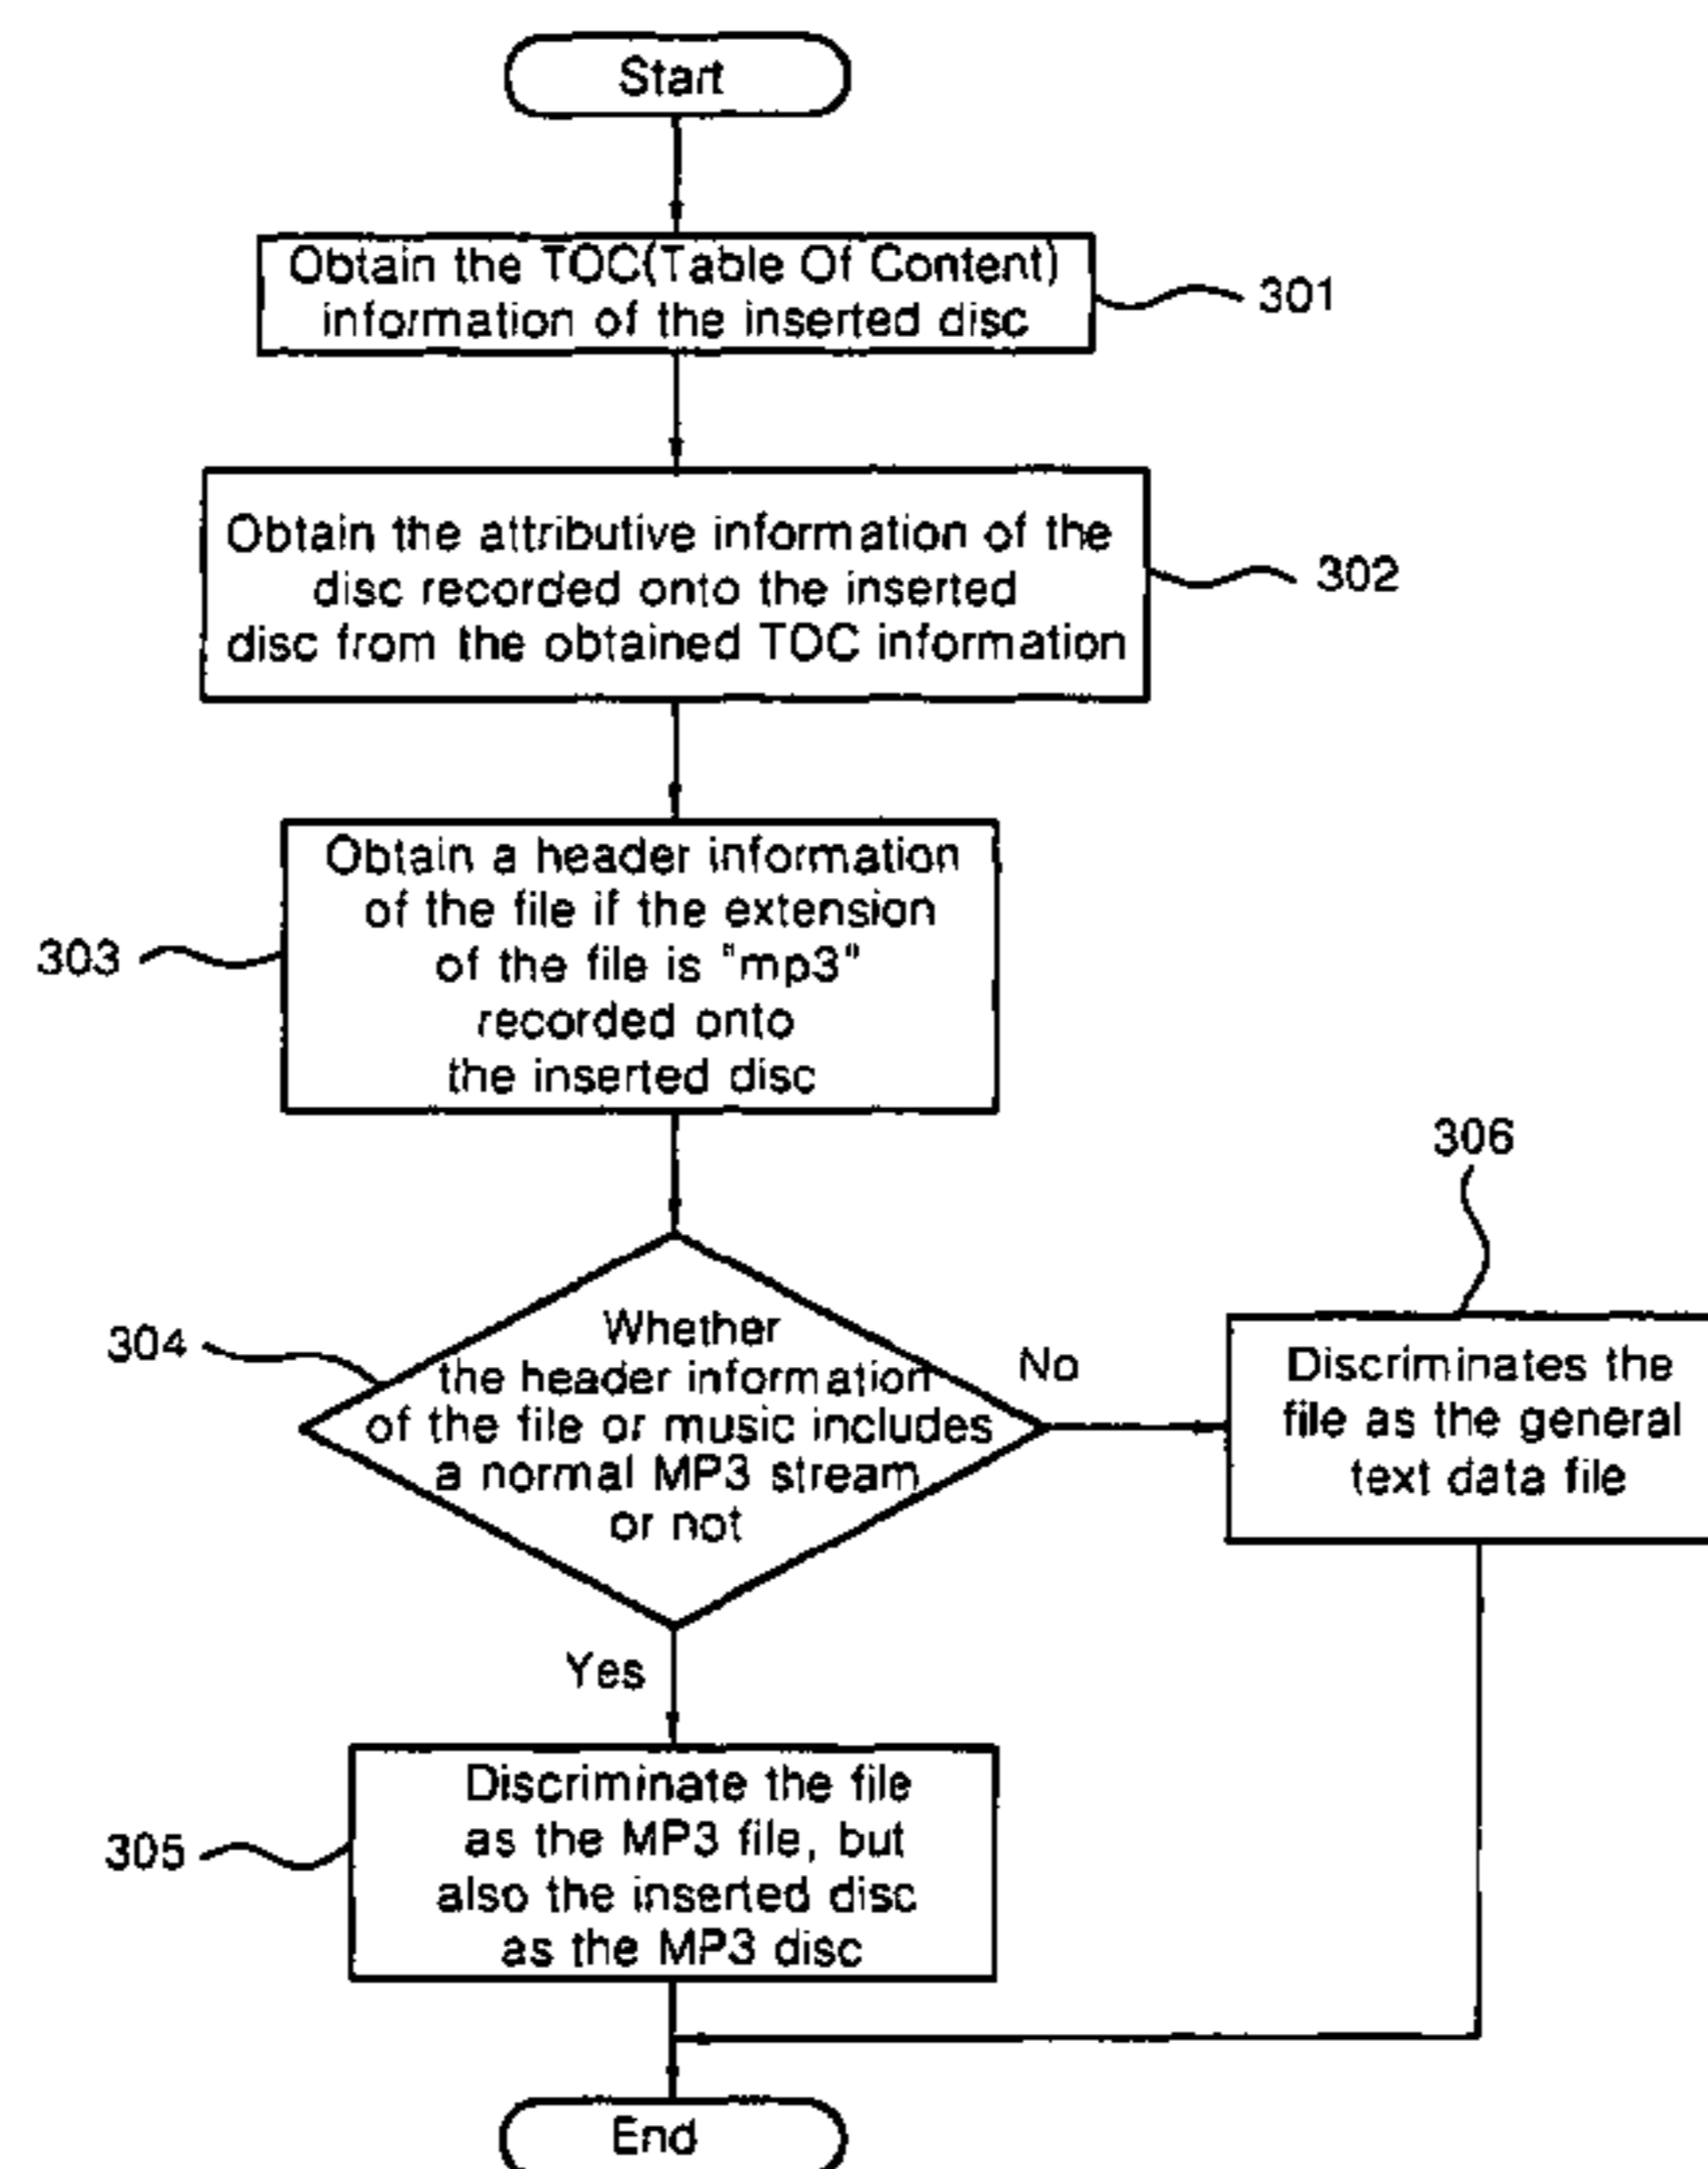 Start
Obtain the TOC(Table Of Content)
information of the inserted disc
301
Obtain the attributive information of the
disc recorded onto the inserted
disc from the obtained TOC information
302
Obtain a header information
of the file if the extension
of the file is "mp3"
recorded onto
the inserted disc
303
Whether
the header information
of the file or music includes
a normal MP3 stream
or not
304
No
306
Discriminates the
file as the general
text data file
Yes
Discriminate the file
as the MP3 file, but
also the inserted disc
as the MP3 disc
305
End